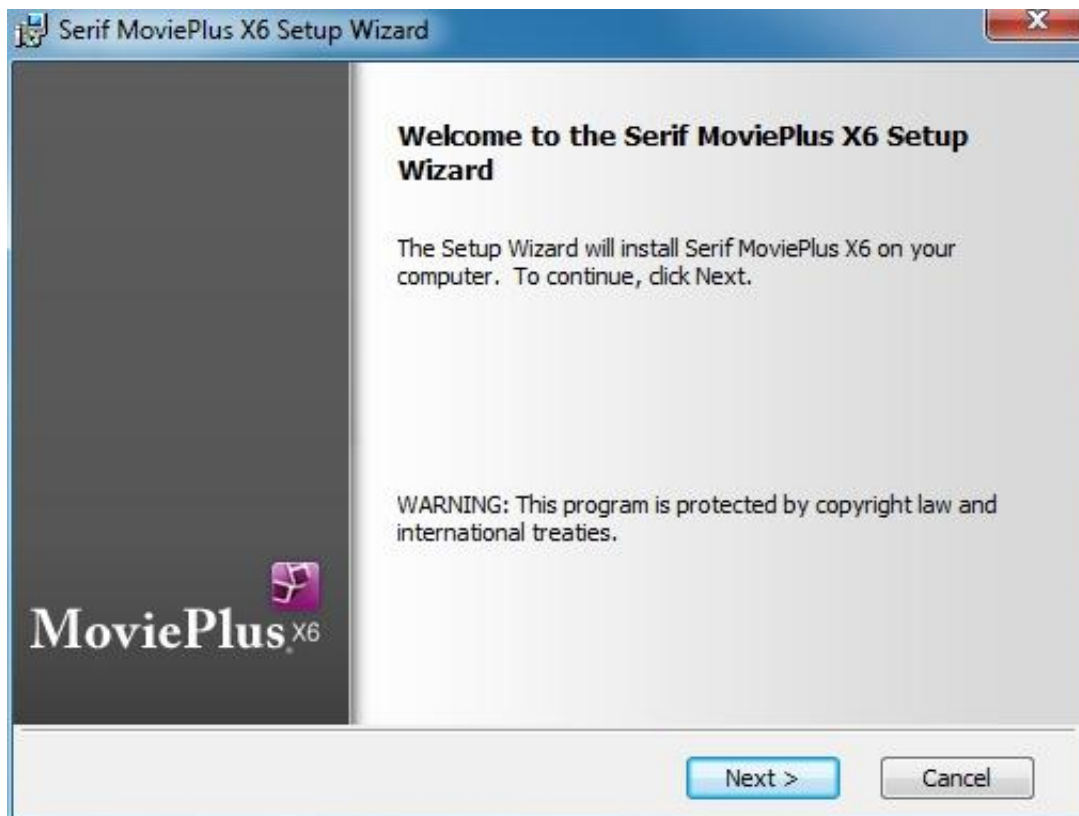 Serif MoviePlus X6 Setup Wizard
Welcome to the Serif MoviePlus X6 Setup
Wizard
The Setup Wizard will install Serif MoviePlus X6 on your
computer. To continue, click Next.
WARNING: This program is protected by copyright law and
international treaties.
MoviePlus X6
Next >
Cancel